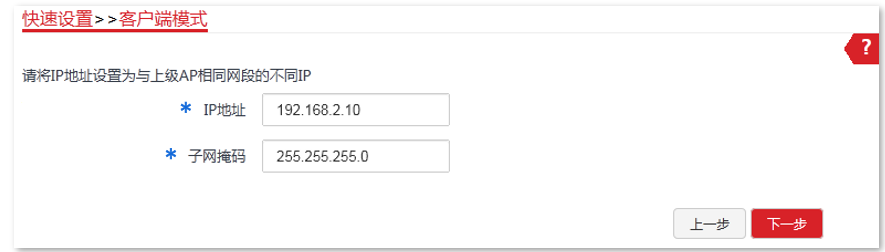 快速设置>>客户端模式
?
请将IP地址设置为与上级AP相同网段的不同IP
* IP地址 192.168.2.10
* 子网掩码 255.255.255.0
上一步 下一步